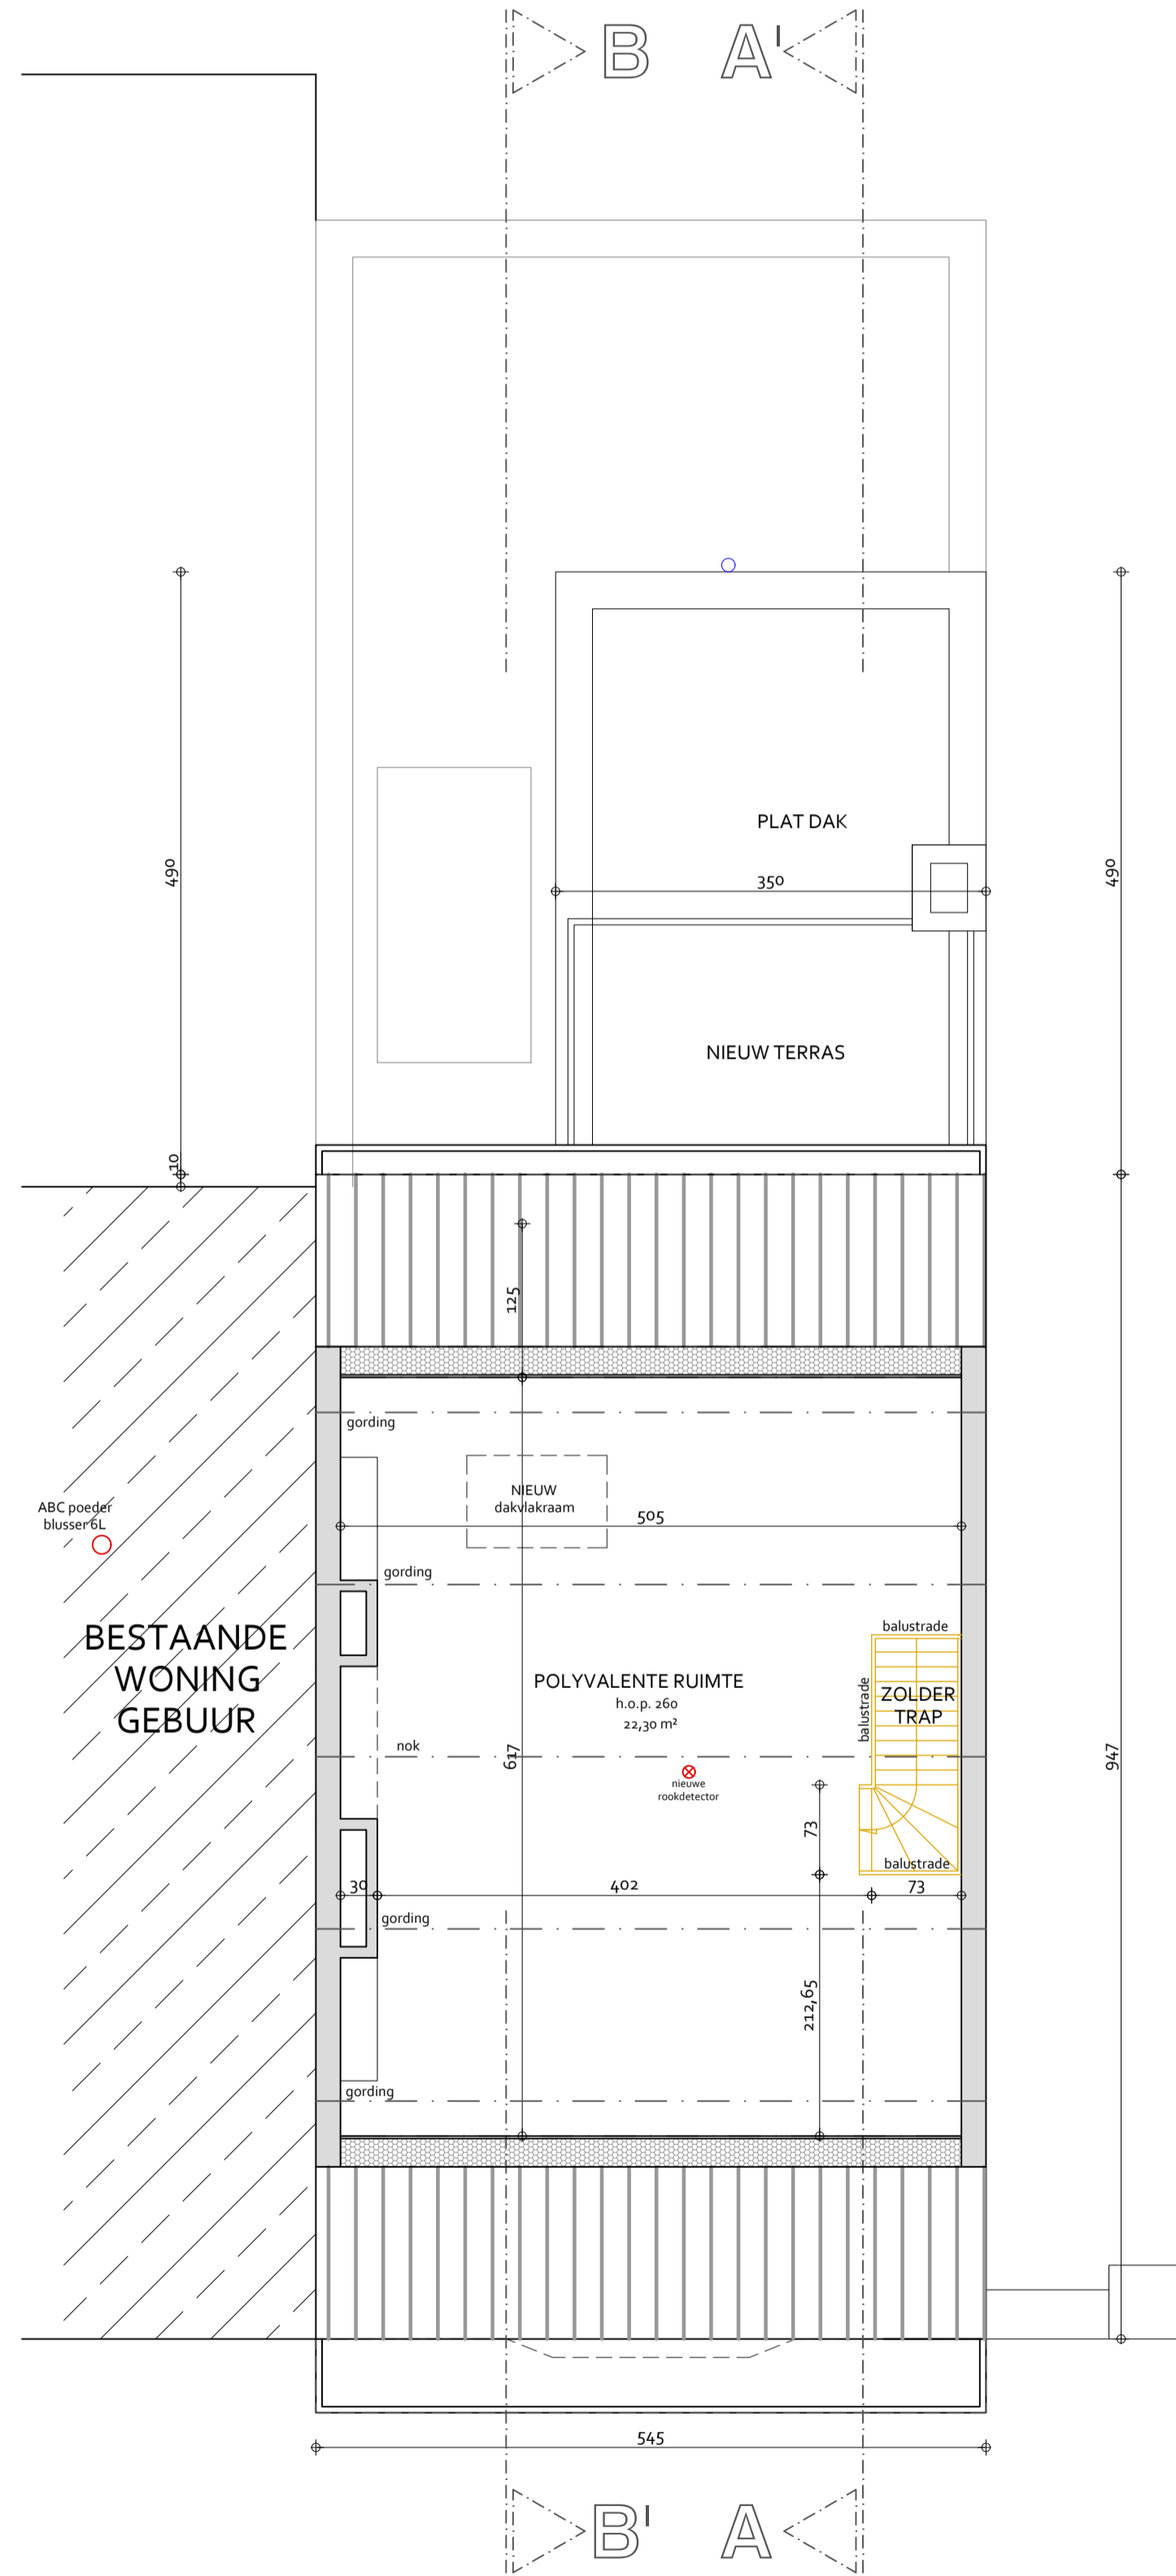 B A'
490
490
PLAT DAK
350
NIEUW TERRAS
10
125
gording
NIEUW
dakvlakraam
ABC poeder
blusser 6L
505
gording
BESTAANDE
WONING
GEBUUR
balustrade
POLYVALENTE RUIMTE
h.o.p. 260
22,30 m²
balustrade
ZOLDER
TRAP
nok
617
947
nieuwe
rookdetector
73
balustrade
30
402
73
gording
212,65
gording
545
B' A